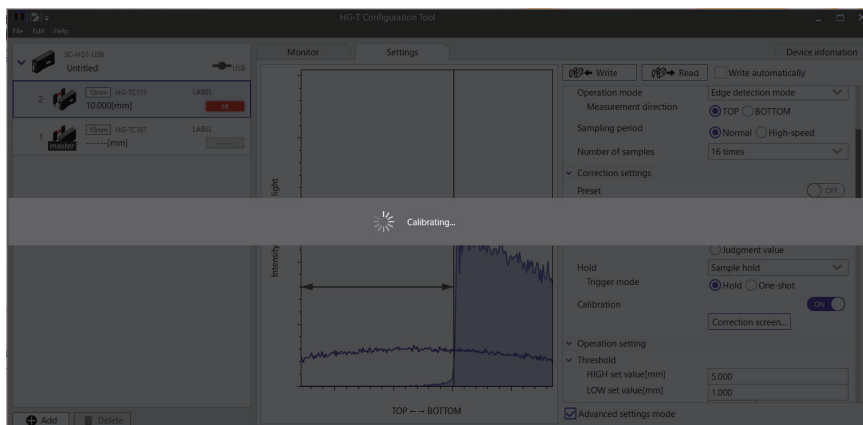 HG-T Configuration Tool
File Edit Help
SC-HG1-USB
Untitled
USB
2
10mm HG-TC111
LABEL
10.000[mm]
HI
1
10mm HG-TC101
LABEL
master
------[mm]
Add
Delete
Monitor
Settings
Device infomation
Intensity
light
TOP ←→ BOTTOM
Write
Read
Write automatically
Operation mode
Edge detection mode
Measurement direction
TOP
BOTTOM
Sampling period
Normal
High-speed
Number of samples
16 times
Correction settings
Preset
OFF
Calibrating...
Judgment value
Hold
Sample hold
Trigger mode
Hold
One-shot
Calibration
ON
Correction screen...
Operation setting
Threshold
HIGH set value[mm]
5.000
LOW set value[mm]
1.000
Advanced settings mode